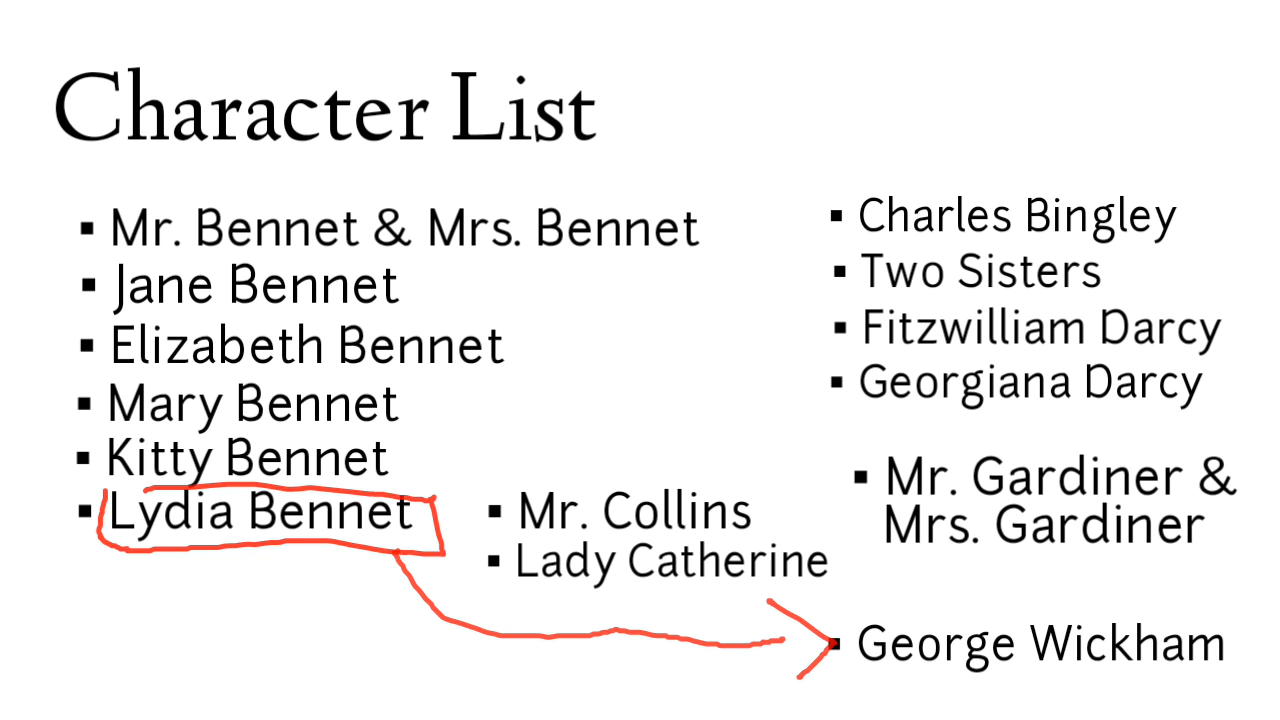 Character List
▪ Mr. Bennet & Mrs. Bennet
▪ Jane Bennet
▪ Elizabeth Bennet
▪ Mary Bennet
▪ Kitty Bennet
▪ Lydia Bennet
▪ Mr. Collins
▪ Lady Catherine
▪ Charles Bingley
▪ Two Sisters
▪ Fitzwilliam Darcy
▪ Georgiana Darcy
▪ Mr. Gardiner &
Mrs. Gardiner
▪ George Wickham